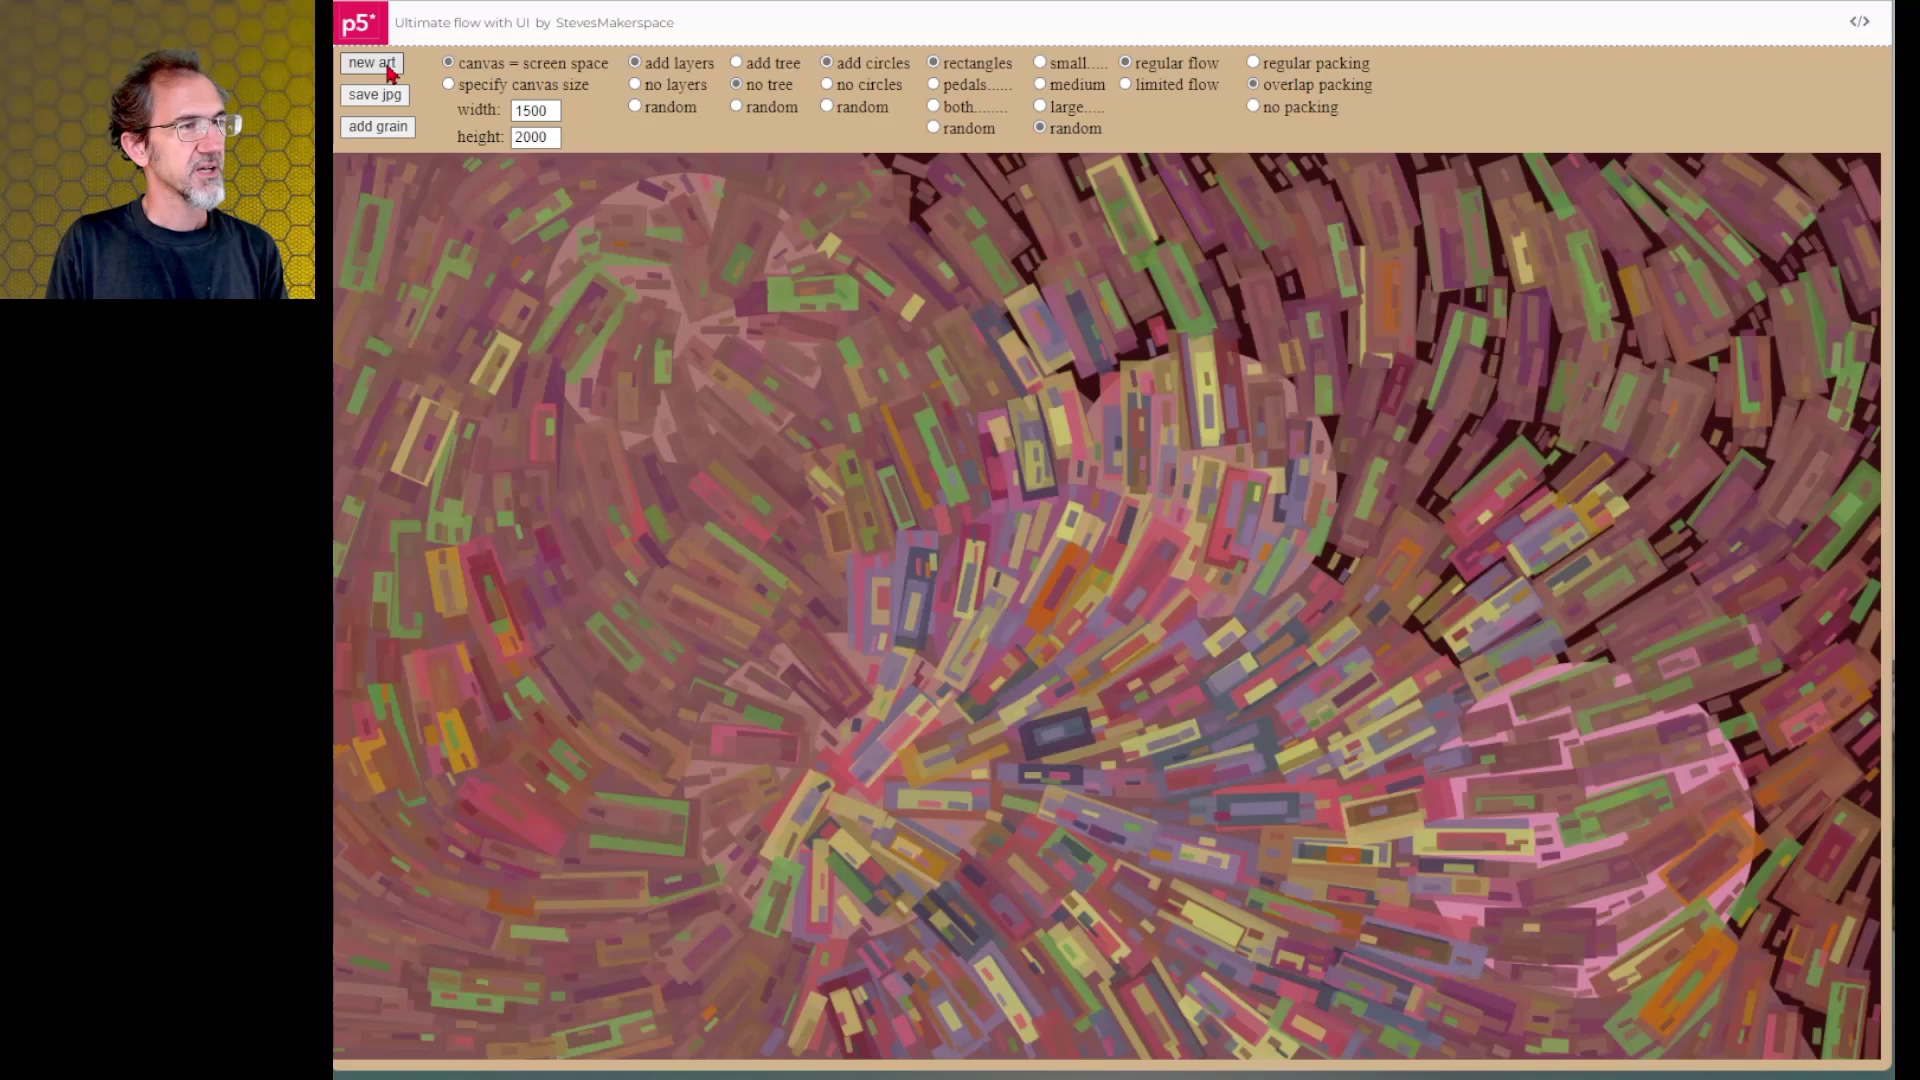 p5* Ultimate flow with UI by StevesMakerspace </>
new art
save jpg
add grain
canvas = screen space
specify canvas size
width: 1500
height: 2000
add layers
no layers
random
add tree
no tree
random
add circles
no circles
random
rectangles
pedals......
both........
random
small.....
medium
large.....
random
regular flow
limited flow
regular packing
overlap packing
no packing